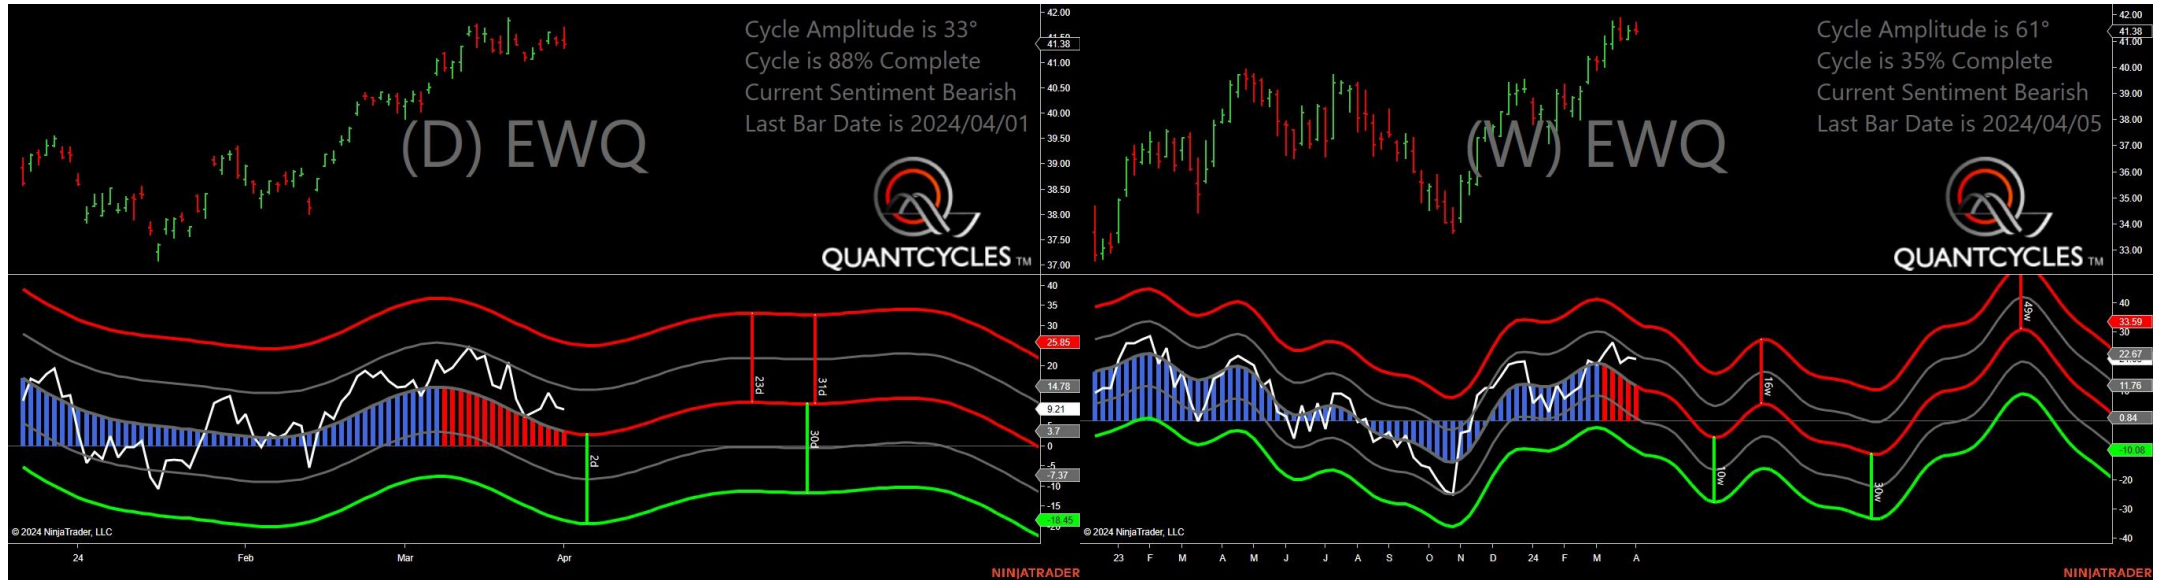 Cycle Amplitude is 33°
Cycle is 88% Complete
Current Sentiment Bearish
Last Bar Date is 2024/04/01
(D) EWQ
QUANTCYCLES TM
42.00
41.38
41.00
40.50
40.00
39.50
39.00
38.50
38.00
37.50
37.00
40
35
30
25.85
20
14.78
9.21
3.7
0
-5
-7.37
-10
-15
-18.45
2d
23d
31d
30d
© 2024 NinjaTrader, LLC
24 Feb Mar Apr
NINJATRADER
Cycle Amplitude is 61°
Cycle is 35% Complete
Current Sentiment Bearish
Last Bar Date is 2024/04/05
(W) EWQ
QUANTCYCLES TM
42.00
41.38
41.00
40.00
39.00
38.00
37.00
36.00
35.00
34.00
33.00
40
33.59
30
22.67
11.76
0.84
-10.08
-20
-30
-40
10w
16w
30w
49w
© 2024 NinjaTrader, LLC
23 F M A M J J A S O N D 24 F M A
NINJATRADER